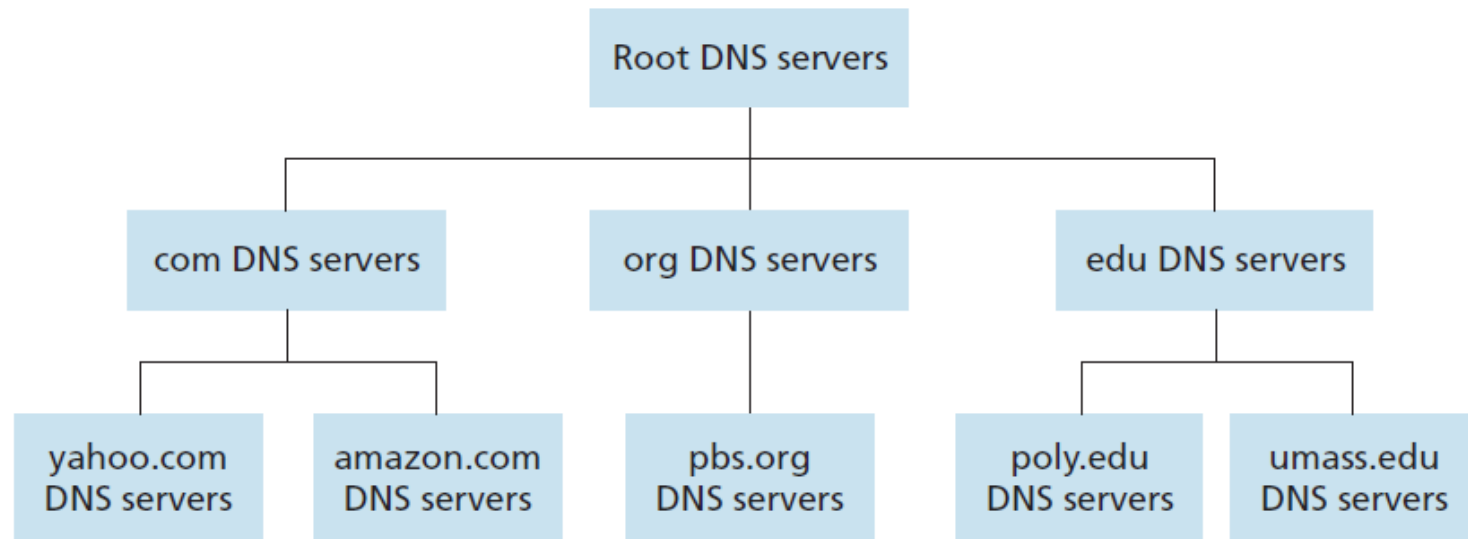 Root DNS servers
com DNS servers
org DNS servers
edu DNS servers
yahoo.com
DNS servers
amazon.com
DNS servers
pbs.org
DNS servers
poly.edu
DNS servers
umass.edu
DNS servers